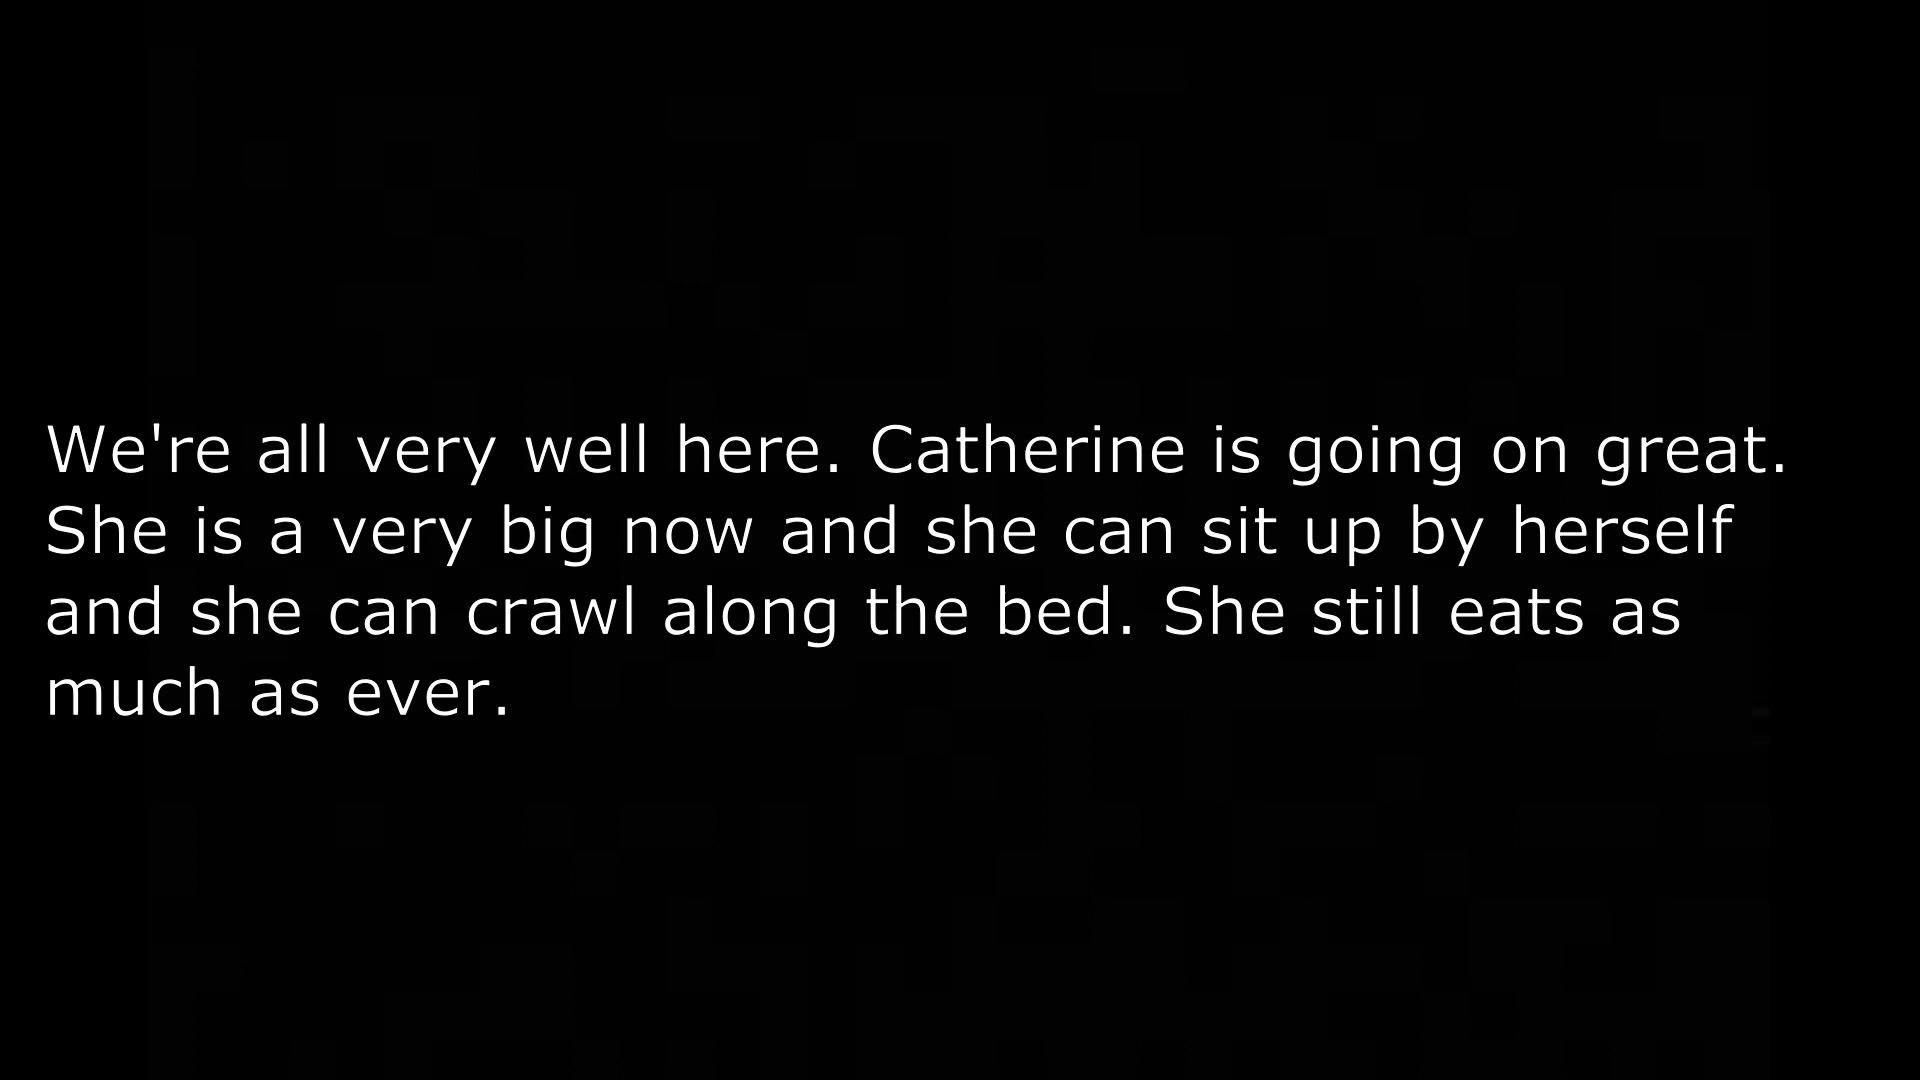 We're all very well here. Catherine is going on great.
She is a very big now and she can sit up by herself
and she can crawl along the bed. She still eats as
much as ever.